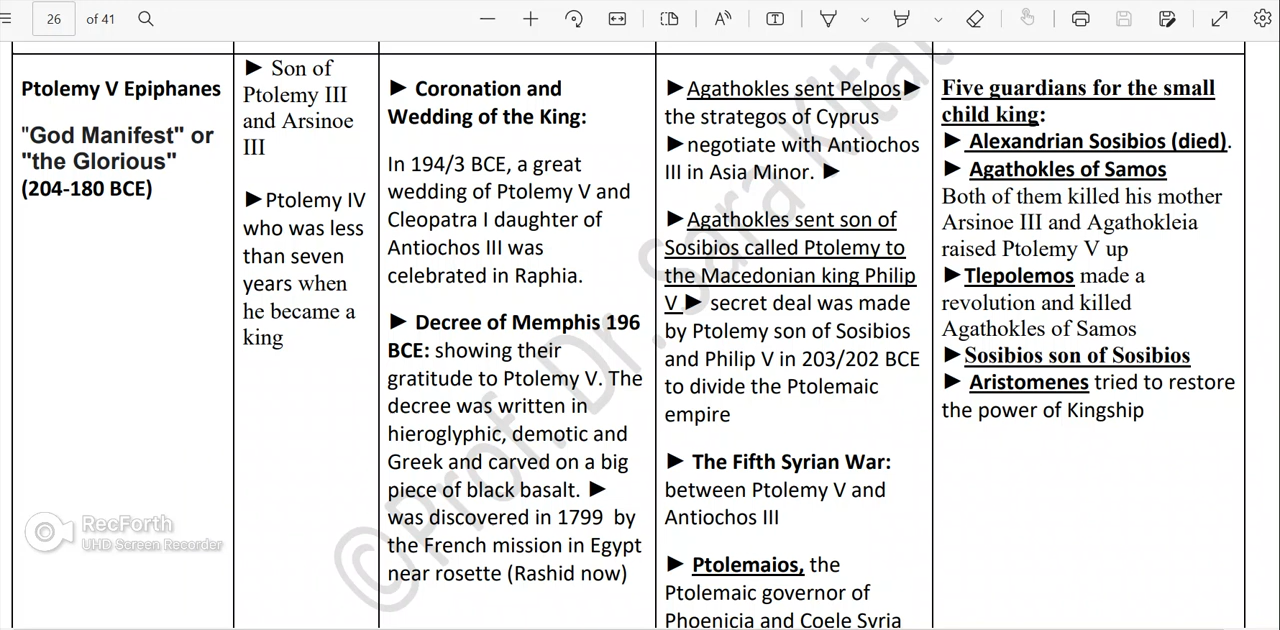 26 of 41
Ptolemy V Epiphanes
"God Manifest" or
"the Glorious"
(204-180 BCE)
► Son of
Ptolemy III
and Arsinoe
III
►Ptolemy IV
who was less
than seven
years when
he became a
king
► Coronation and
Wedding of the King:
In 194/3 BCE, a great
wedding of Ptolemy V and
Cleopatra I daughter of
Antiochos III was
celebrated in Raphia.
► Decree of Memphis 196
BCE: showing their
gratitude to Ptolemy V. The
decree was written in
hieroglyphic, demotic and
Greek and carved on a big
piece of black basalt. ►
was discovered in 1799 by
the French mission in Egypt
near rosette (Rashid now)
►Agathokles sent Pelpos►
the strategos of Cyprus
►negotiate with Antiochos
III in Asia Minor. ►
►Agathokles sent son of
Sosibios called Ptolemy to
the Macedonian king Philip
V ► secret deal was made
by Ptolemy son of Sosibios
and Philip V in 203/202 BCE
to divide the Ptolemaic
empire
► The Fifth Syrian War:
between Ptolemy V and
Antiochos III
► Ptolemaios, the
Ptolemaic governor of
Phoenicia and Coele Syria
Five guardians for the small
child king:
► Alexandrian Sosibios (died).
► Agathokles of Samos
Both of them killed his mother
Arsinoe III and Agathokleia
raised Ptolemy V up
►Tlepolemos made a
revolution and killed
Agathokles of Samos
►Sosibios son of Sosibios
► Aristomenes tried to restore
the power of Kingship
©Prof. Dr. Sara Kitat
RecForth
UHD Screen Recorder